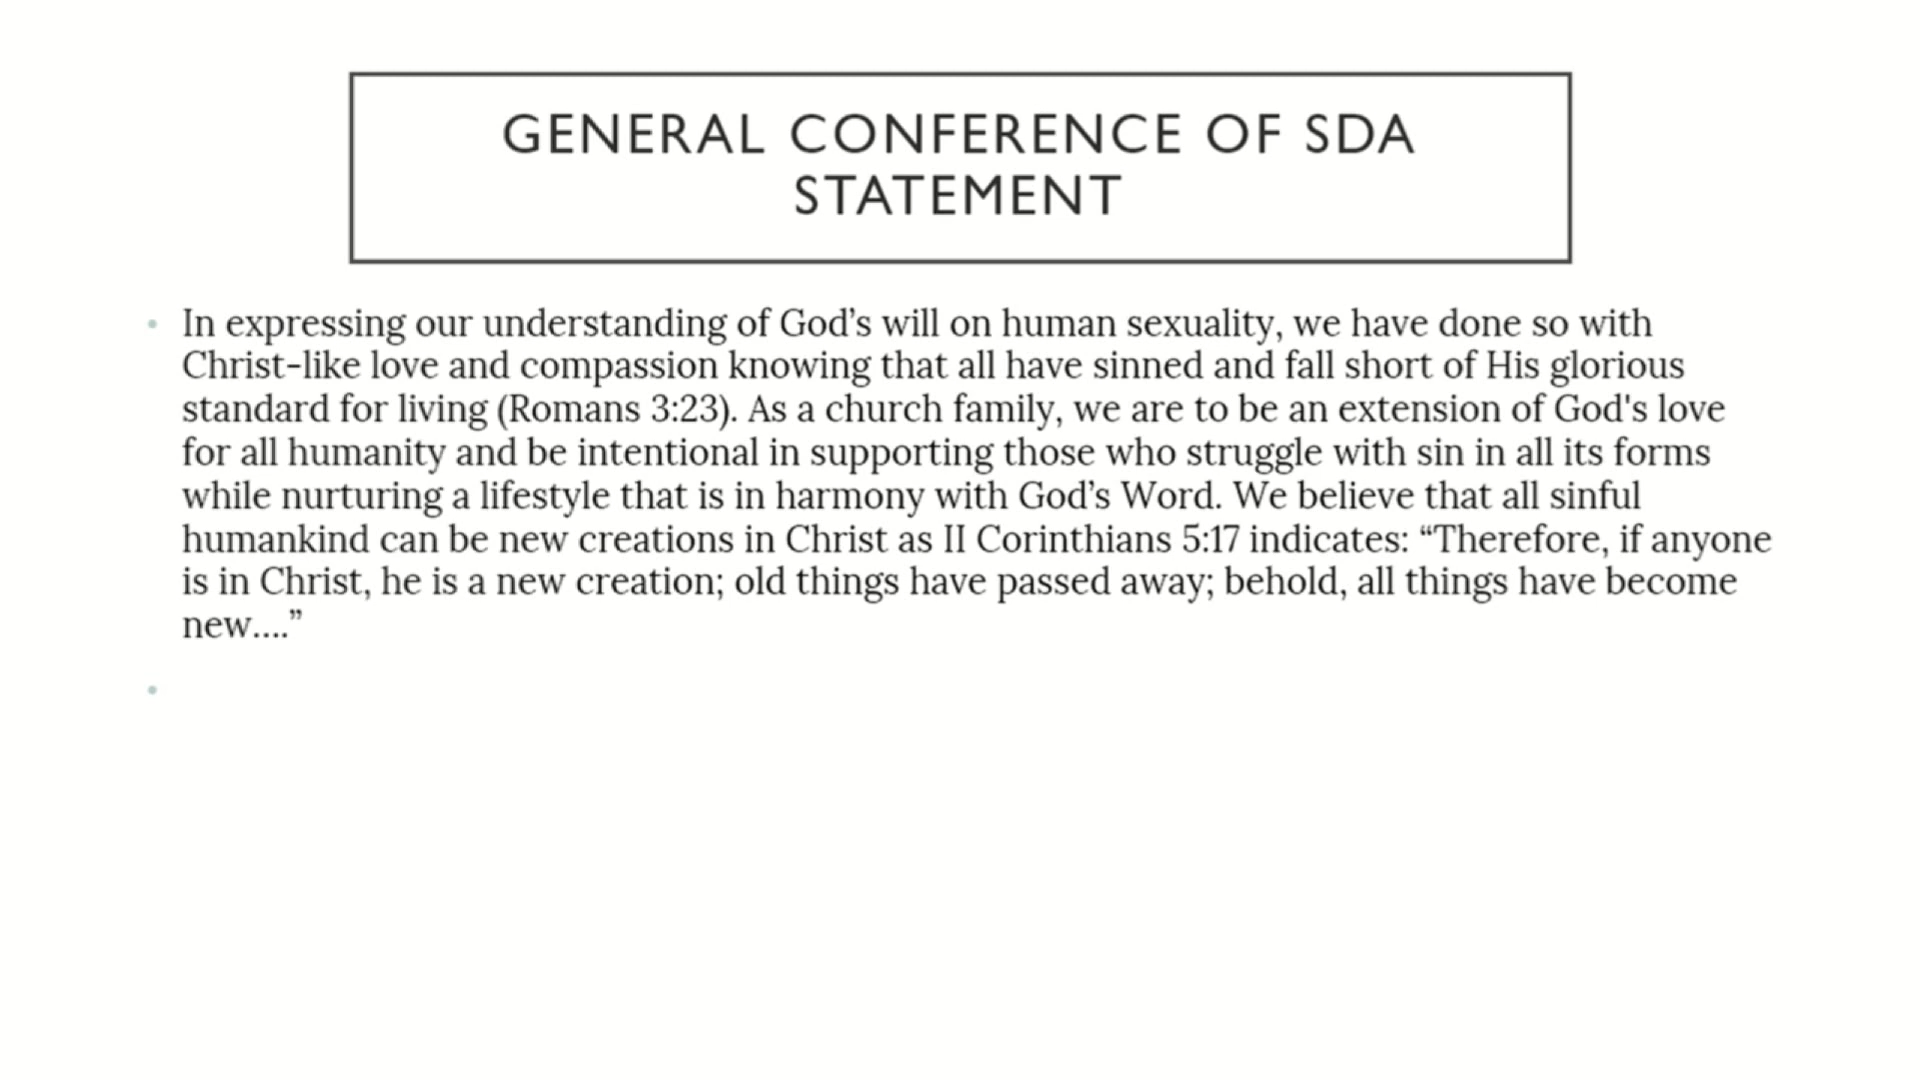 GENERAL CONFERENCE OF SDA
STATEMENT
• In expressing our understanding of God’s will on human sexuality, we have done so with
Christ-like love and compassion knowing that all have sinned and fall short of His glorious
standard for living (Romans 3:23). As a church family, we are to be an extension of God's love
for all humanity and be intentional in supporting those who struggle with sin in all its forms
while nurturing a lifestyle that is in harmony with God’s Word. We believe that all sinful
humankind can be new creations in Christ as II Corinthians 5:17 indicates: “Therefore, if anyone
is in Christ, he is a new creation; old things have passed away; behold, all things have become
new....”
•